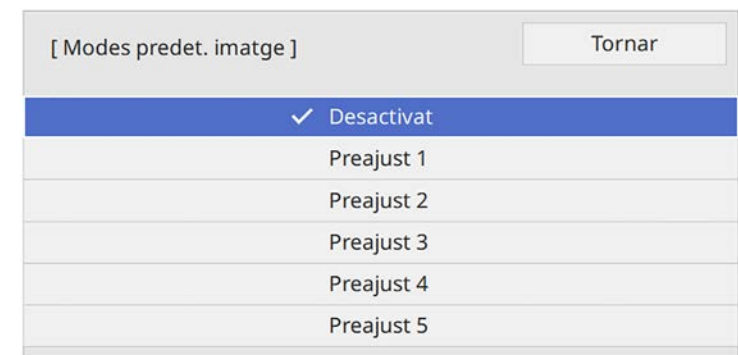 [ Modes predet. imatge ]
Tornar
✓ Desactivat
Preajust 1
Preajust 2
Preajust 3
Preajust 4
Preajust 5